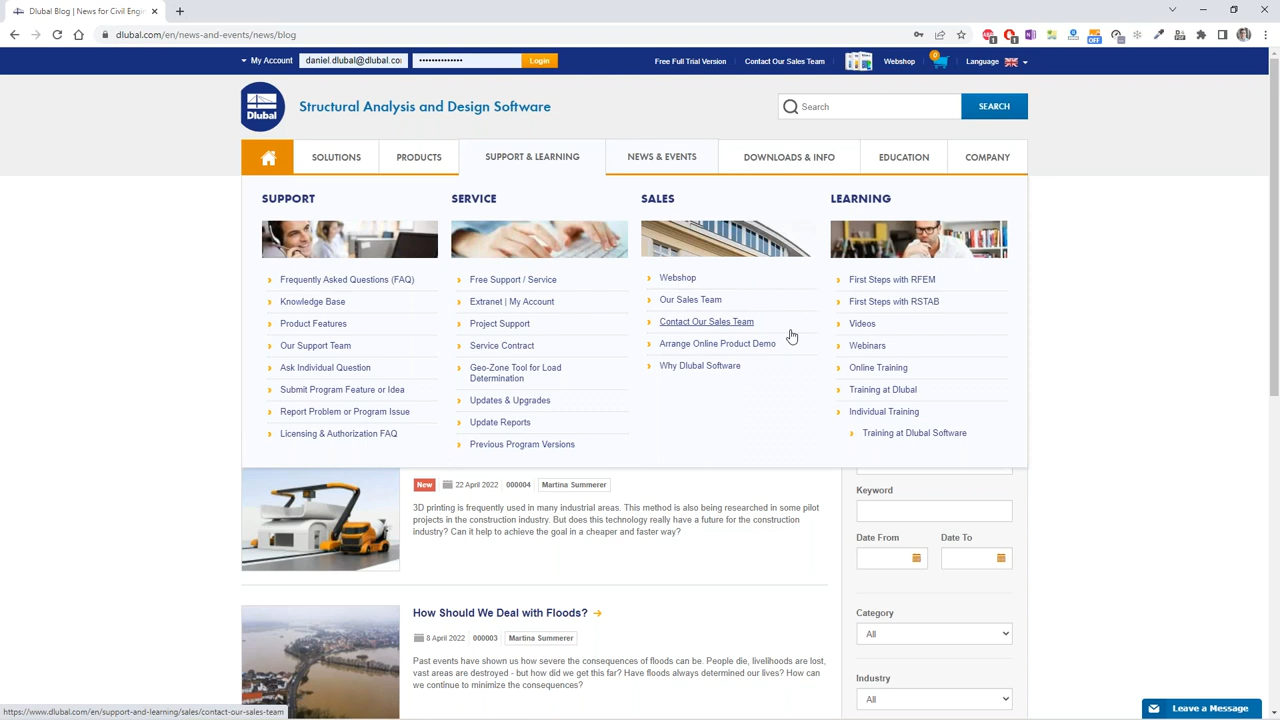 Dlubal Blog | News for Civil Engin
dlubal.com/en/news-and-events/news/blog
My Account
daniel.dlubal@dlubal.co
Login
Free Full Trial Version
Contact Our Sales Team
Webshop
0
Language
Dlubal
Structural Analysis and Design Software
Search
SEARCH
SOLUTIONS
PRODUCTS
SUPPORT & LEARNING
NEWS & EVENTS
DOWNLOADS & INFO
EDUCATION
COMPANY
SUPPORT
Frequently Asked Questions (FAQ)
Knowledge Base
Product Features
Our Support Team
Ask Individual Question
Submit Program Feature or Idea
Report Problem or Program Issue
Licensing & Authorization FAQ
SERVICE
Free Support / Service
Extranet | My Account
Project Support
Service Contract
Geo-Zone Tool for Load
Determination
Updates & Upgrades
Update Reports
Previous Program Versions
SALES
Webshop
Our Sales Team
Contact Our Sales Team
Arrange Online Product Demo
Why Dlubal Software
LEARNING
First Steps with RFEM
First Steps with RSTAB
Videos
Webinars
Online Training
Training at Dlubal
Individual Training
Training at Dlubal Software
New
22 April 2022
000004
Martina Summerer
3D printing is frequently used in many industrial areas. This method is also being researched in some pilot
projects in the construction industry. But does this technology really have a future for the construction
industry? Can it help to achieve the goal in a cheaper and faster way?
How Should We Deal with Floods?
8 April 2022
000003
Martina Summerer
Past events have shown us how severe the consequences of floods can be. People die, livelihoods are lost,
vast areas are destroyed - but how did we get this far? Have floods always determined our lives? How can
we continue to minimize the consequences?
Keyword
Date From
Date To
Category
All
Industry
All
https://www.dlubal.com/en/support-and-learning/sales/contact-our-sales-team
Leave a Message